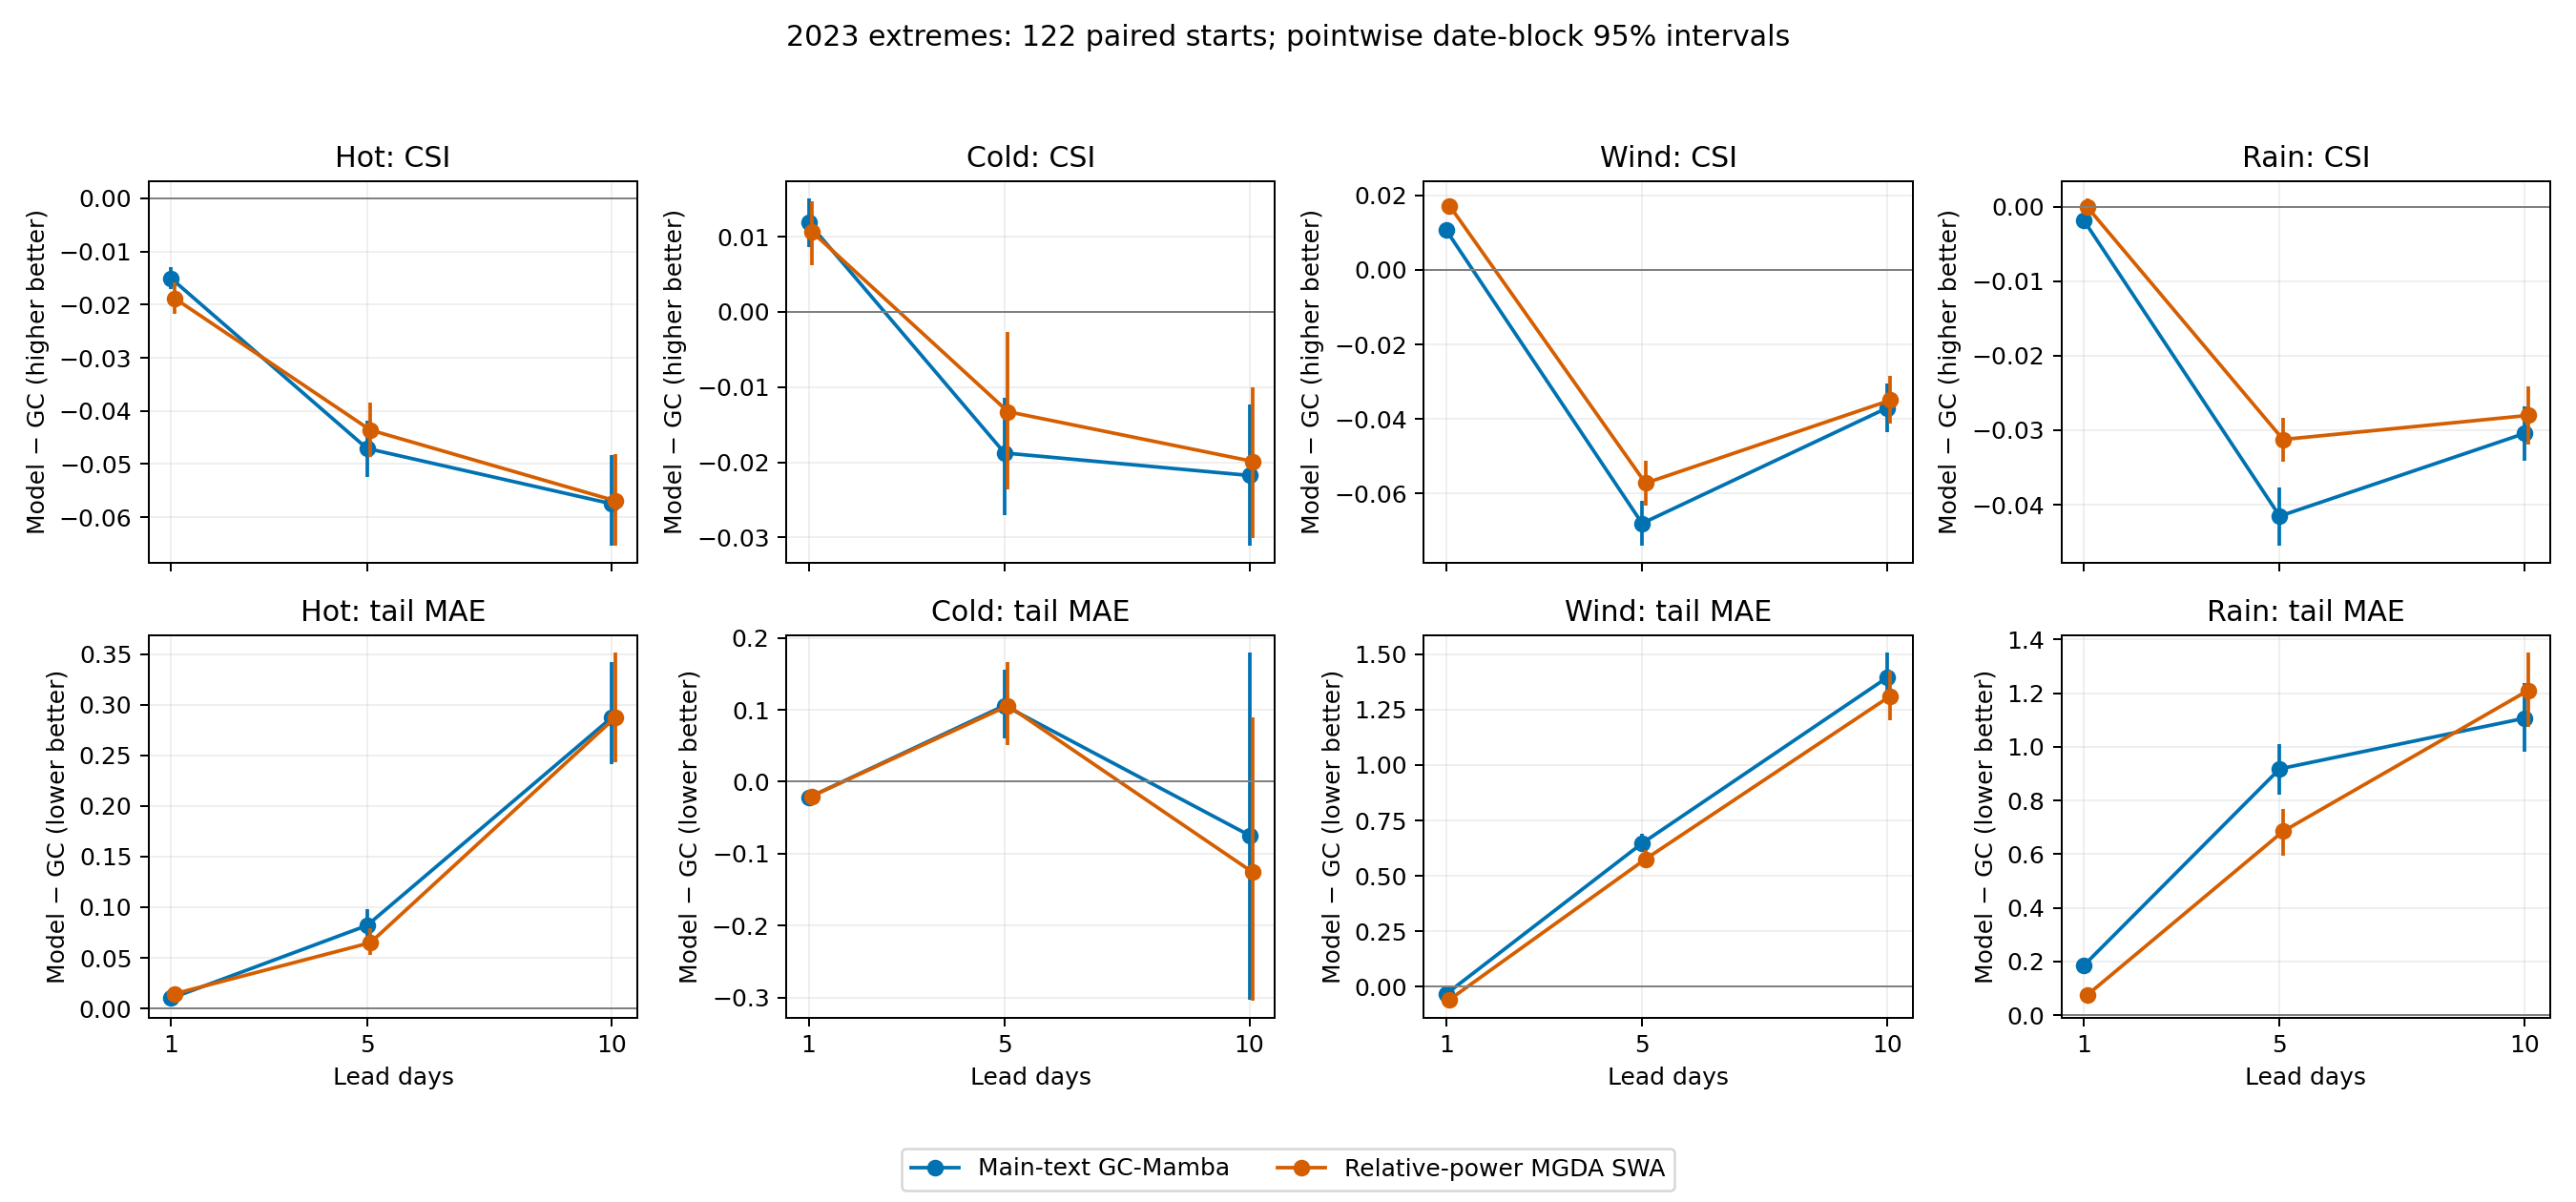 2023 extremes: 122 paired starts; pointwise date-block 95% intervals
Hot: CSI
Model − GC (higher better)
0.00
−0.01
−0.02
−0.03
−0.04
−0.05
−0.06
Cold: CSI
Model − GC (higher better)
0.01
0.00
−0.01
−0.02
−0.03
Wind: CSI
Model − GC (higher better)
0.02
0.00
−0.02
−0.04
−0.06
Rain: CSI
Model − GC (higher better)
0.00
−0.01
−0.02
−0.03
−0.04
Hot: tail MAE
Model − GC (lower better)
0.35
0.30
0.25
0.20
0.15
0.10
0.05
0.00
1 5 10
Lead days
Cold: tail MAE
Model − GC (lower better)
0.2
0.1
0.0
−0.1
−0.2
−0.3
1 5 10
Lead days
Wind: tail MAE
Model − GC (lower better)
1.50
1.25
1.00
0.75
0.50
0.25
0.00
1 5 10
Lead days
Rain: tail MAE
Model − GC (lower better)
1.4
1.2
1.0
0.8
0.6
0.4
0.2
0.0
1 5 10
Lead days
Main-text GC-Mamba
Relative-power MGDA SWA